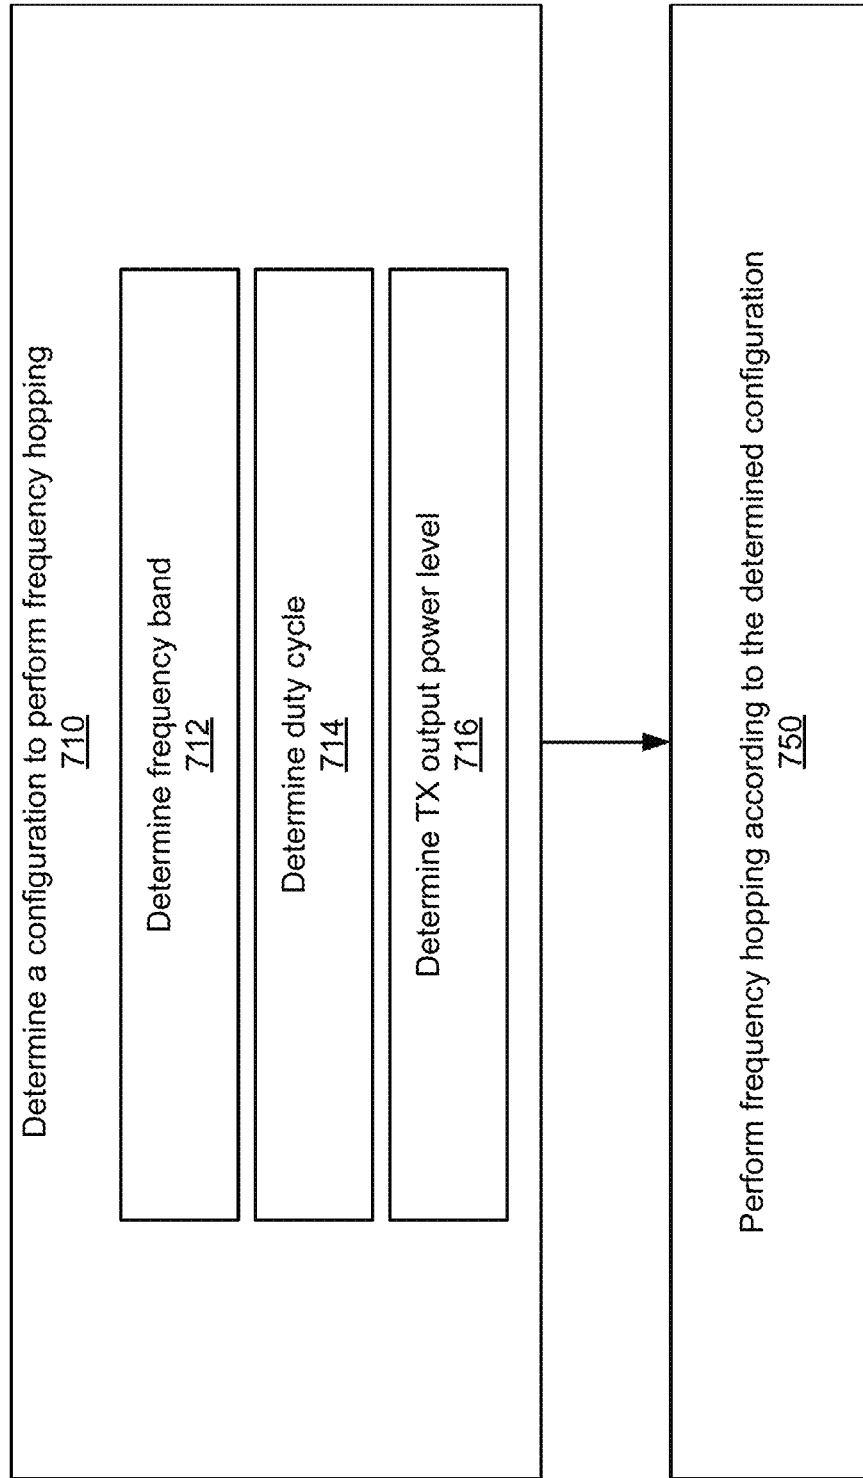 Determine a configuration to perform frequency hopping
710
Determine frequency band
712
Determine duty cycle
714
Determine TX output power level
716
Perform frequency hopping according to the determined configuration
750